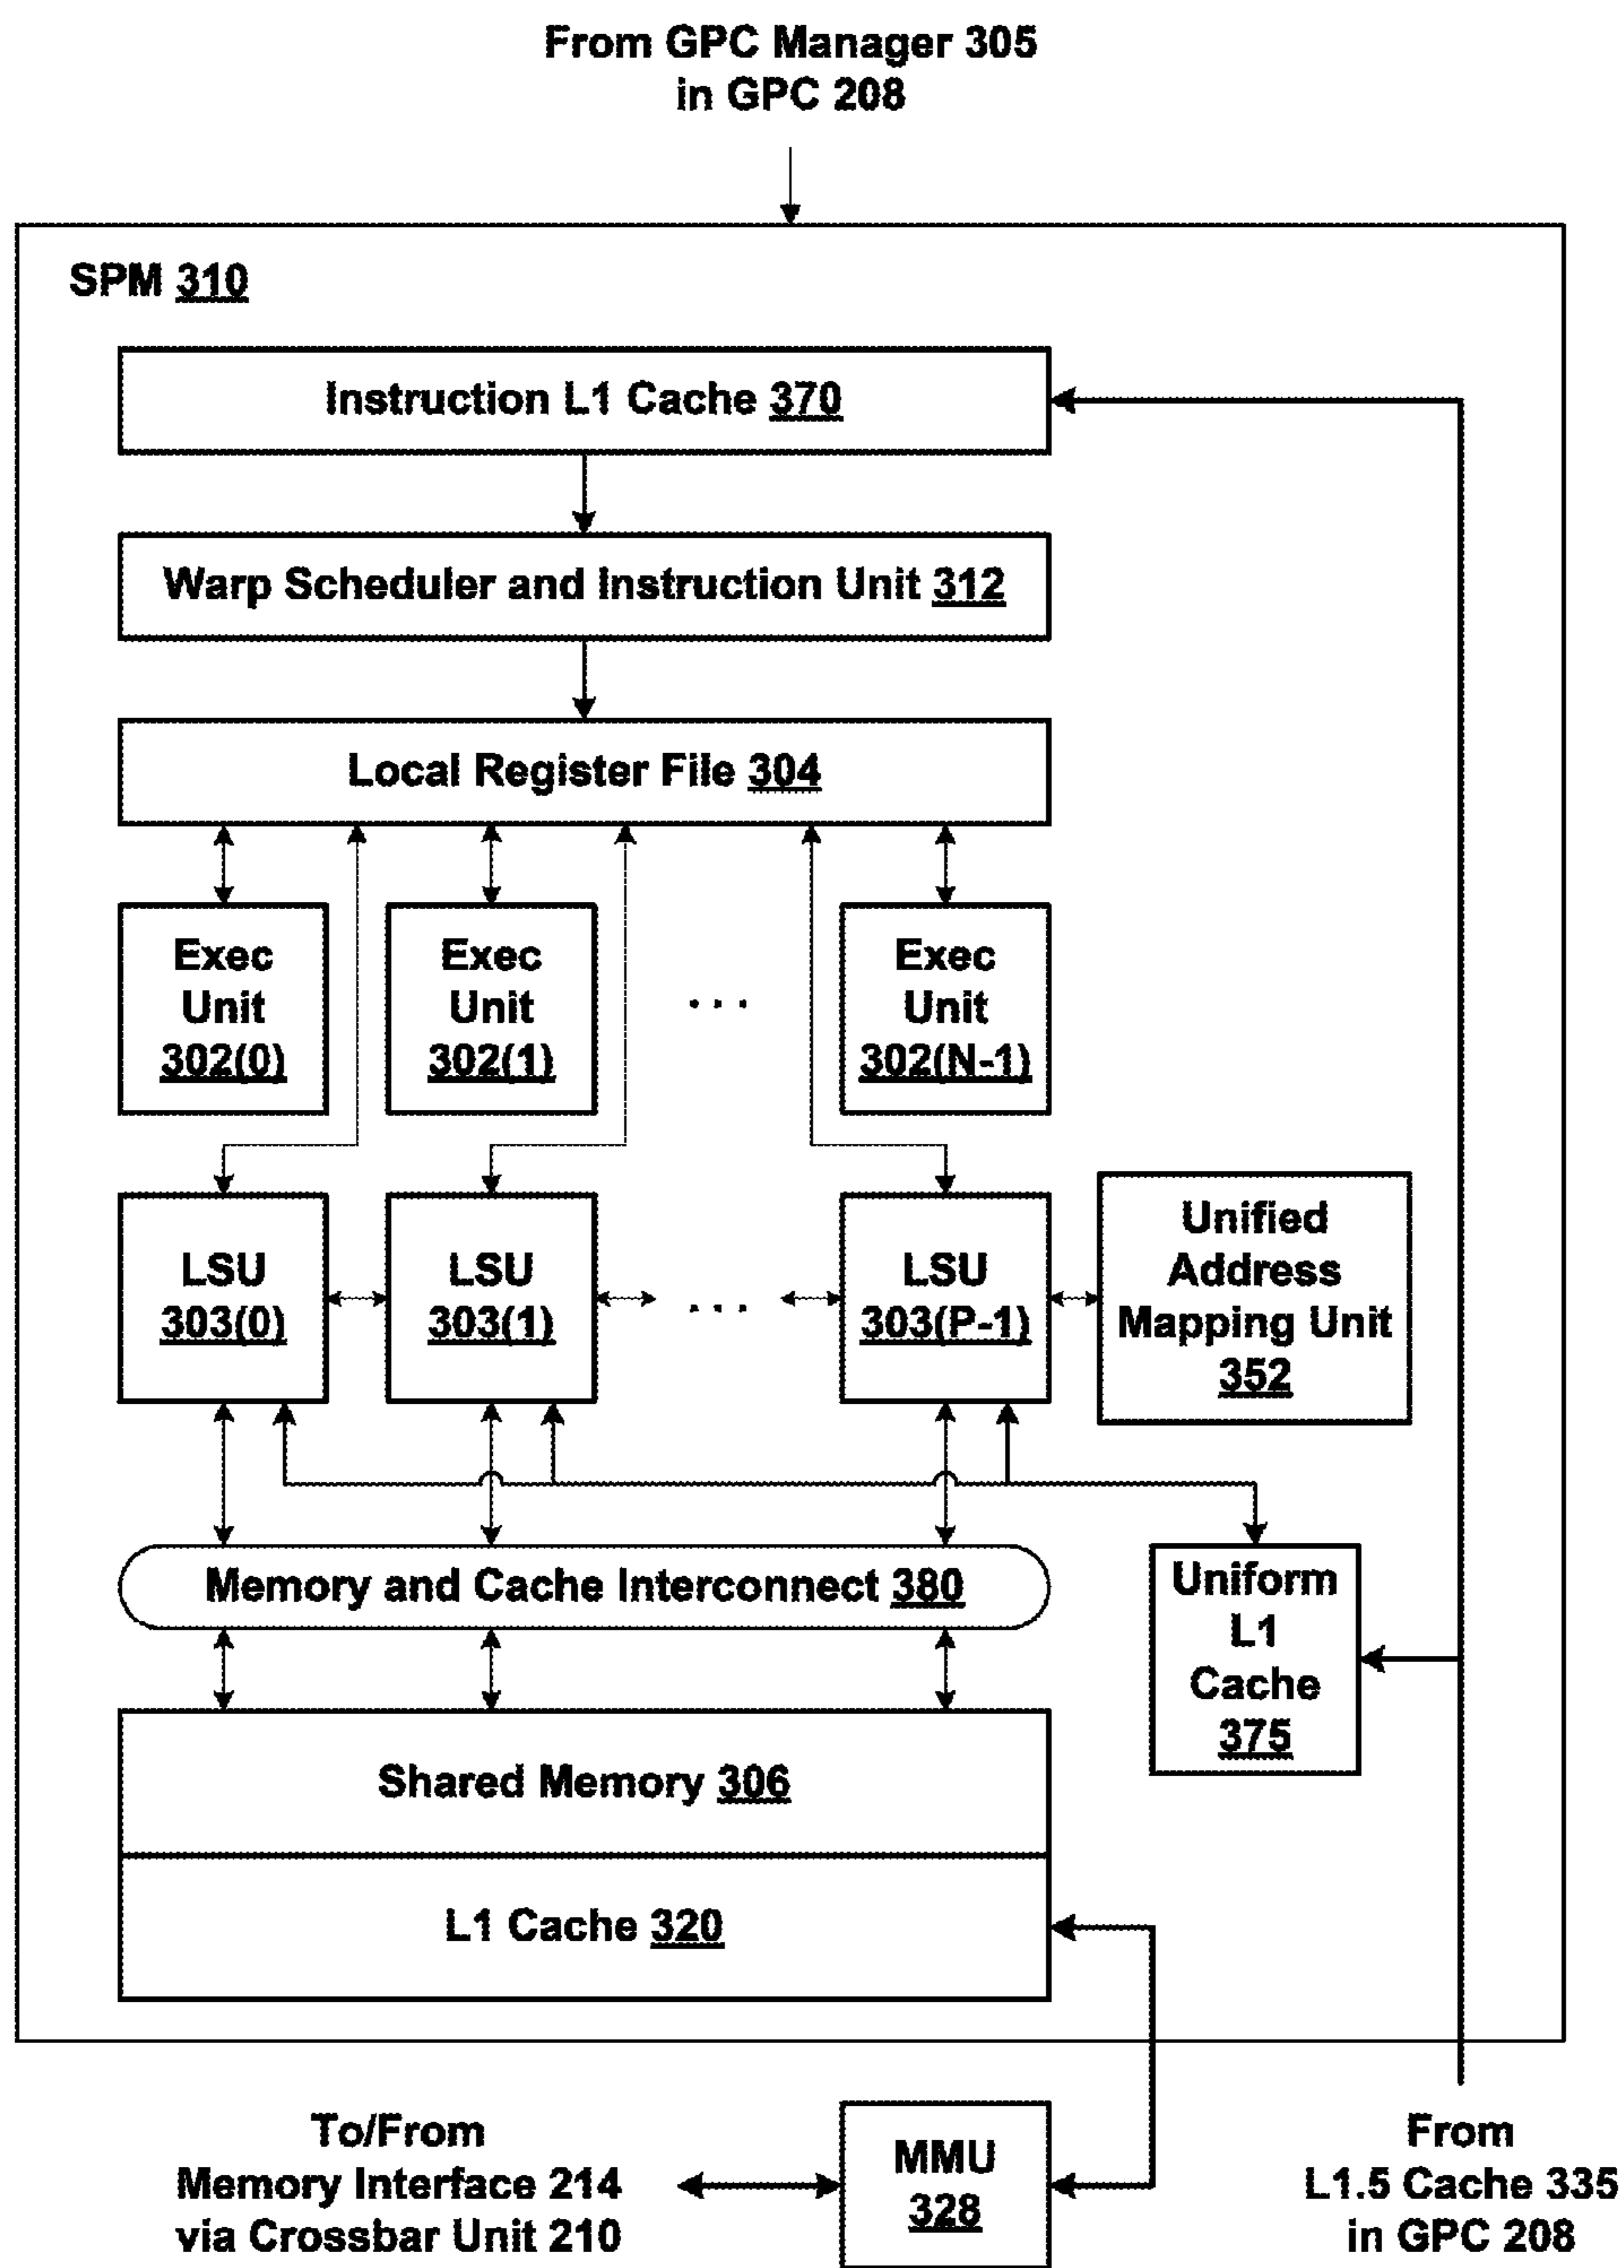 From GPC Manager 305
in GPC 208
SPM 310
Instruction L1 Cache 370
Warp Scheduler and Instruction Unit 312
Local Register File 304
Exec
Unit
302(0)
Exec
Unit
302(1)
. . .
Exec
Unit
302(N-1)
LSU
303(0)
LSU
303(1)
. . .
LSU
303(P-1)
Unified
Address
Mapping Unit
352
Memory and Cache Interconnect 380
Uniform
L1
Cache
375
Shared Memory 306
L1 Cache 320
To/From
Memory Interface 214
via Crossbar Unit 210
MMU
328
From
L1.5 Cache 335
in GPC 208